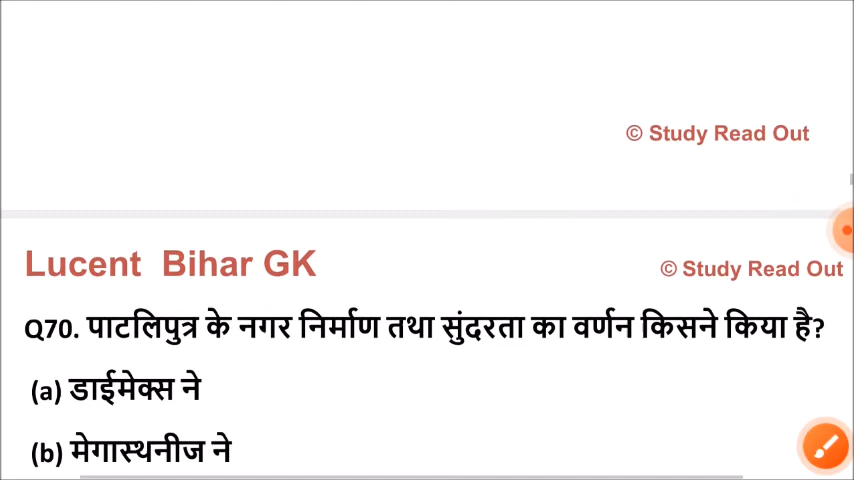 © Study Read Out
Lucent Bihar GK
© Study Read Out
Q70. पाटलिपुत्र के नगर निर्माण तथा सुंदरता का वर्णन किसने किया है?
(a) डाईमेक्स ने
(b) मेगास्थनीज ने